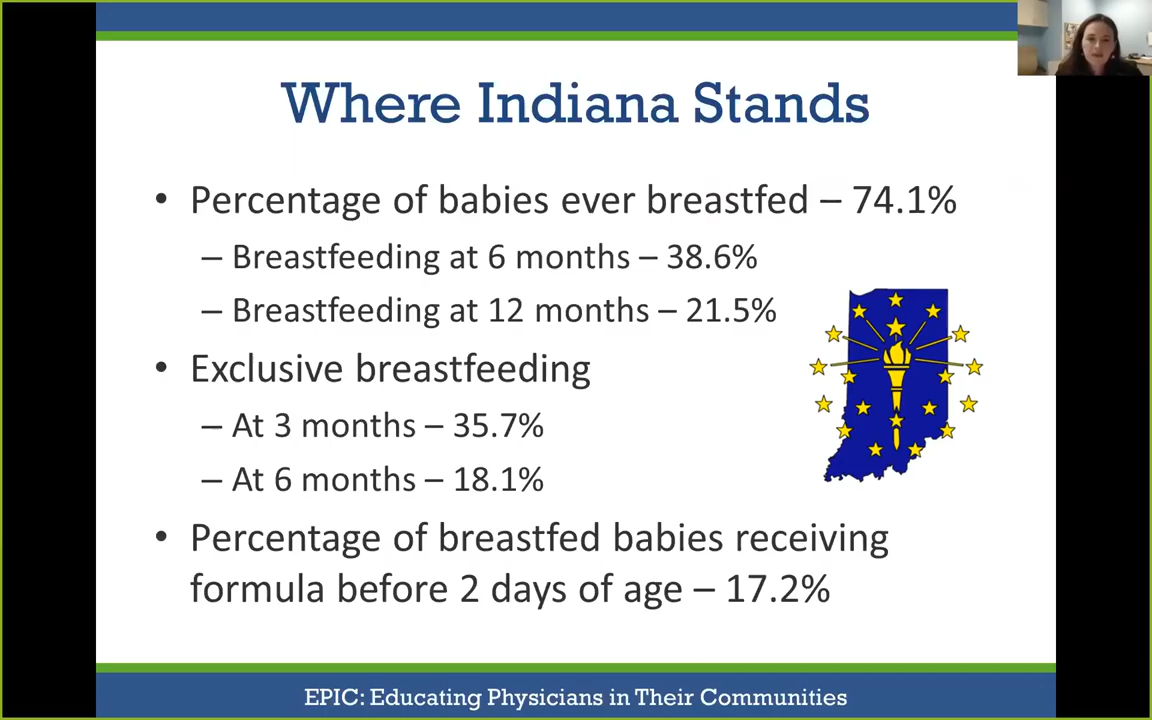 Where Indiana Stands
• Percentage of babies ever breastfed – 74.1%
– Breastfeeding at 6 months – 38.6%
– Breastfeeding at 12 months – 21.5%
• Exclusive breastfeeding
– At 3 months – 35.7%
– At 6 months – 18.1%
• Percentage of breastfed babies receiving
formula before 2 days of age – 17.2%
EPIC: Educating Physicians in Their Communities